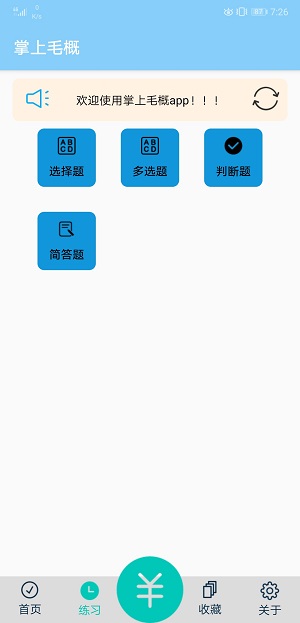 0
K/s
7:26
掌上毛概
欢迎使用掌上毛概app！！！
ABCD
选择题
ABCD
多选题
判断题
简答题
首页
练习
¥
收藏
关于